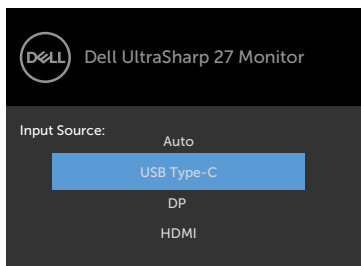 DELL Dell UltraSharp 27 Monitor
Input Source:
Auto
USB Type-C
DP
HDMI